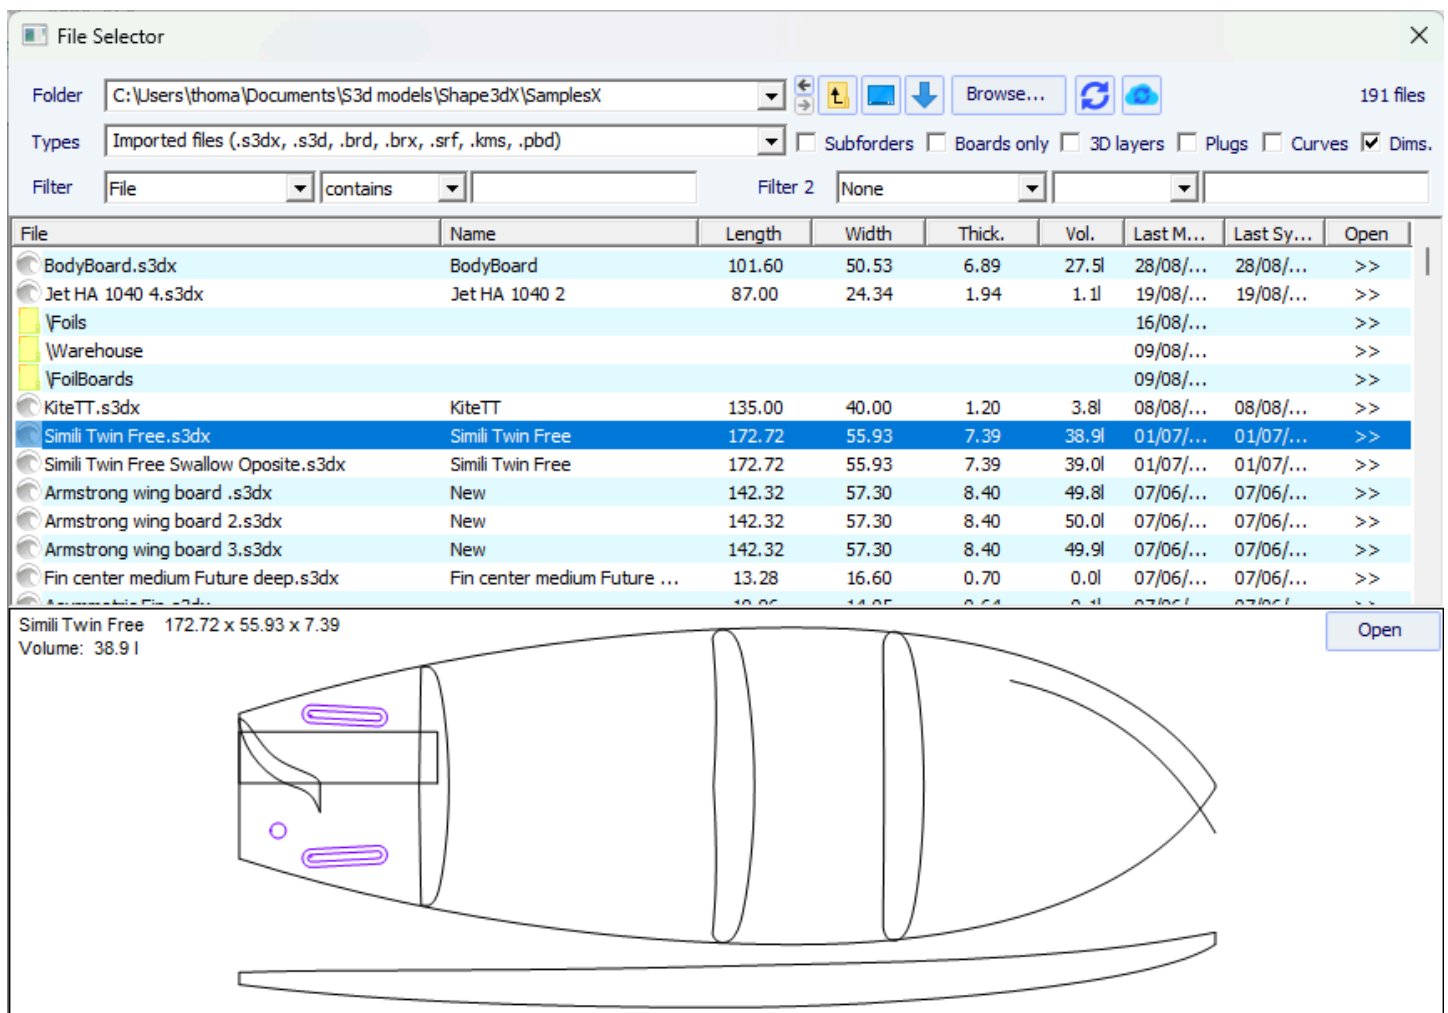 File Selector
Folder C:\Users\thoma\Documents\S3d models\Shape3dX\SamplesX Browse... 191 files
Types Imported files (.s3dx, .s3d, .brd, .brx, .srf, .kms, .pbd) Subforders Boards only 3D layers Plugs Curves Dims.
Filter File contains Filter 2 None
File Name Length Width Thick. Vol. Last M... Last Sy... Open
BodyBoard.s3dx BodyBoard 101.60 50.53 6.89 27.5l 28/08/... 28/08/... >>
Jet HA 1040 4.s3dx Jet HA 1040 2 87.00 24.34 1.94 1.1l 19/08/... 19/08/... >>
\Foils 16/08/... >>
\Warehouse 09/08/... >>
\FoilBoards 09/08/... >>
KiteTT.s3dx KiteTT 135.00 40.00 1.20 3.8l 08/08/... 08/08/... >>
Simili Twin Free.s3dx Simili Twin Free 172.72 55.93 7.39 38.9l 01/07/... 01/07/... >>
Simili Twin Free Swallow Oposite.s3dx Simili Twin Free 172.72 55.93 7.39 39.0l 01/07/... 01/07/... >>
Armstrong wing board .s3dx New 142.32 57.30 8.40 49.8l 07/06/... 07/06/... >>
Armstrong wing board 2.s3dx New 142.32 57.30 8.40 50.0l 07/06/... 07/06/... >>
Armstrong wing board 3.s3dx New 142.32 57.30 8.40 49.9l 07/06/... 07/06/... >>
Fin center medium Future deep.s3dx Fin center medium Future ... 13.28 16.60 0.70 0.0l 07/06/... 07/06/... >>
Simili Twin Free 172.72 x 55.93 x 7.39 Open
Volume: 38.9 l